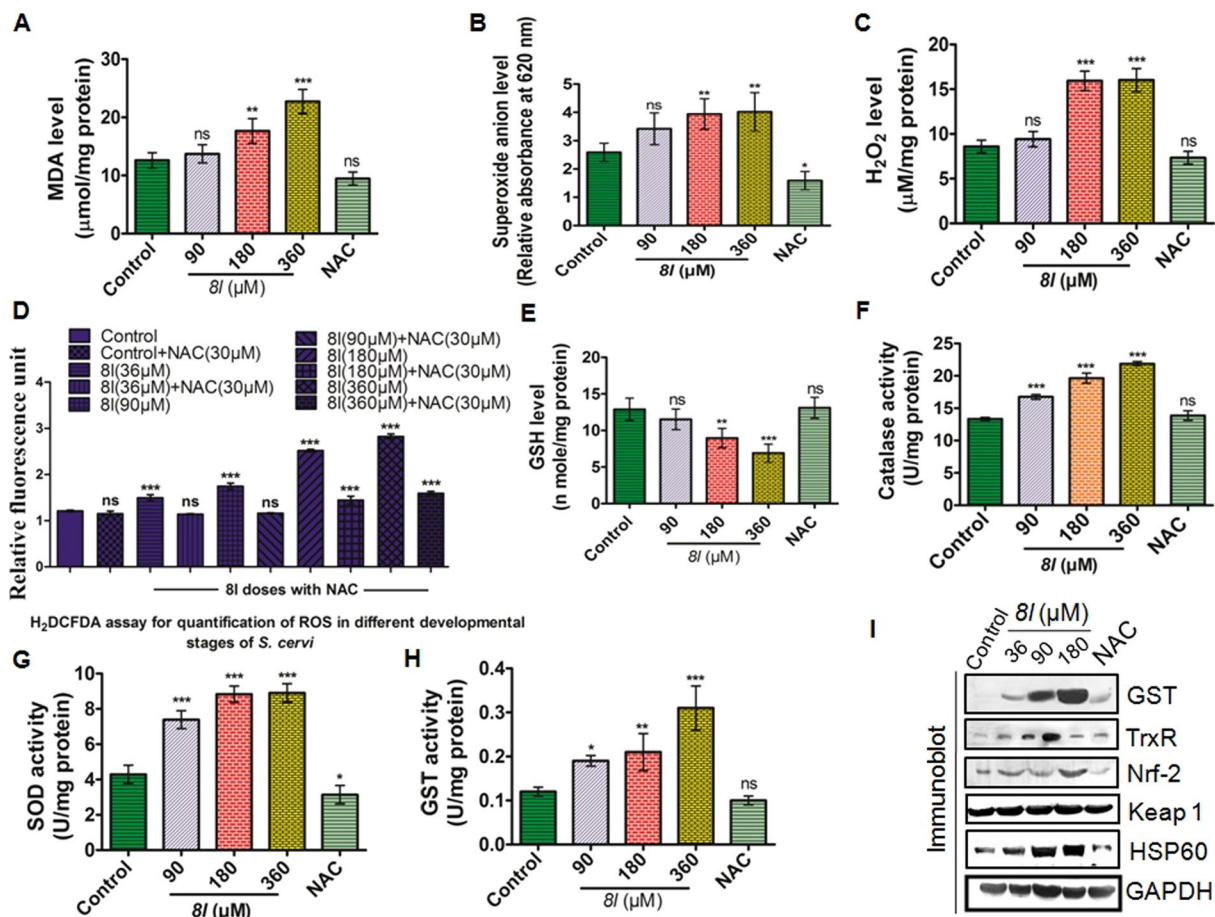 A
MDA level
(µmol/mg protein)
30
20
10
0
ns
**
***
ns
Control
90
180
360
NAC
8l (µM)
B
Superoxide anion level
(Relative absorbance at 620 nm)
5
4
3
2
1
0
ns
**
**
*
Control
90
180
360
NAC
8l (µM)
C
H₂O₂ level
(µM/mg protein)
20
15
10
5
0
ns
***
***
ns
Control
90
180
360
NAC
8l (µM)
D
Relative fluorescence unit
Control
Control+NAC(30µM)
8l(36µM)
8l(36µM)+NAC(30µM)
8l(90µM)
8l(90µM)+NAC(30µM)
8l(180µM)
8l(180µM)+NAC(30µM)
8l(360µM)
8l(360µM)+NAC(30µM)
4
3
2
1
0
ns
***
ns
***
ns
***
***
***
***
8l doses with NAC
H₂DCFDA assay for quantification of ROS in different developmental
stages of S. cervi
E
GSH level
(n mole/mg protein)
20
15
10
5
0
ns
**
***
ns
Control
90
180
360
NAC
8l (µM)
F
Catalase activity
(U/mg protein)
25
20
15
10
5
0
***
***
***
ns
Control
90
180
360
NAC
8l (µM)
G
SOD activity
(U/mg protein)
10
8
6
4
2
0
***
***
***
*
Control
90
180
360
NAC
8l (µM)
H
GST activity
(U/mg protein)
0.4
0.3
0.2
0.1
0.0
*
**
***
ns
Control
90
180
360
NAC
8l (µM)
I
8l (µM)
Control
36
90
180
NAC
Immunoblot
GST
TrxR
Nrf-2
Keap 1
HSP60
GAPDH